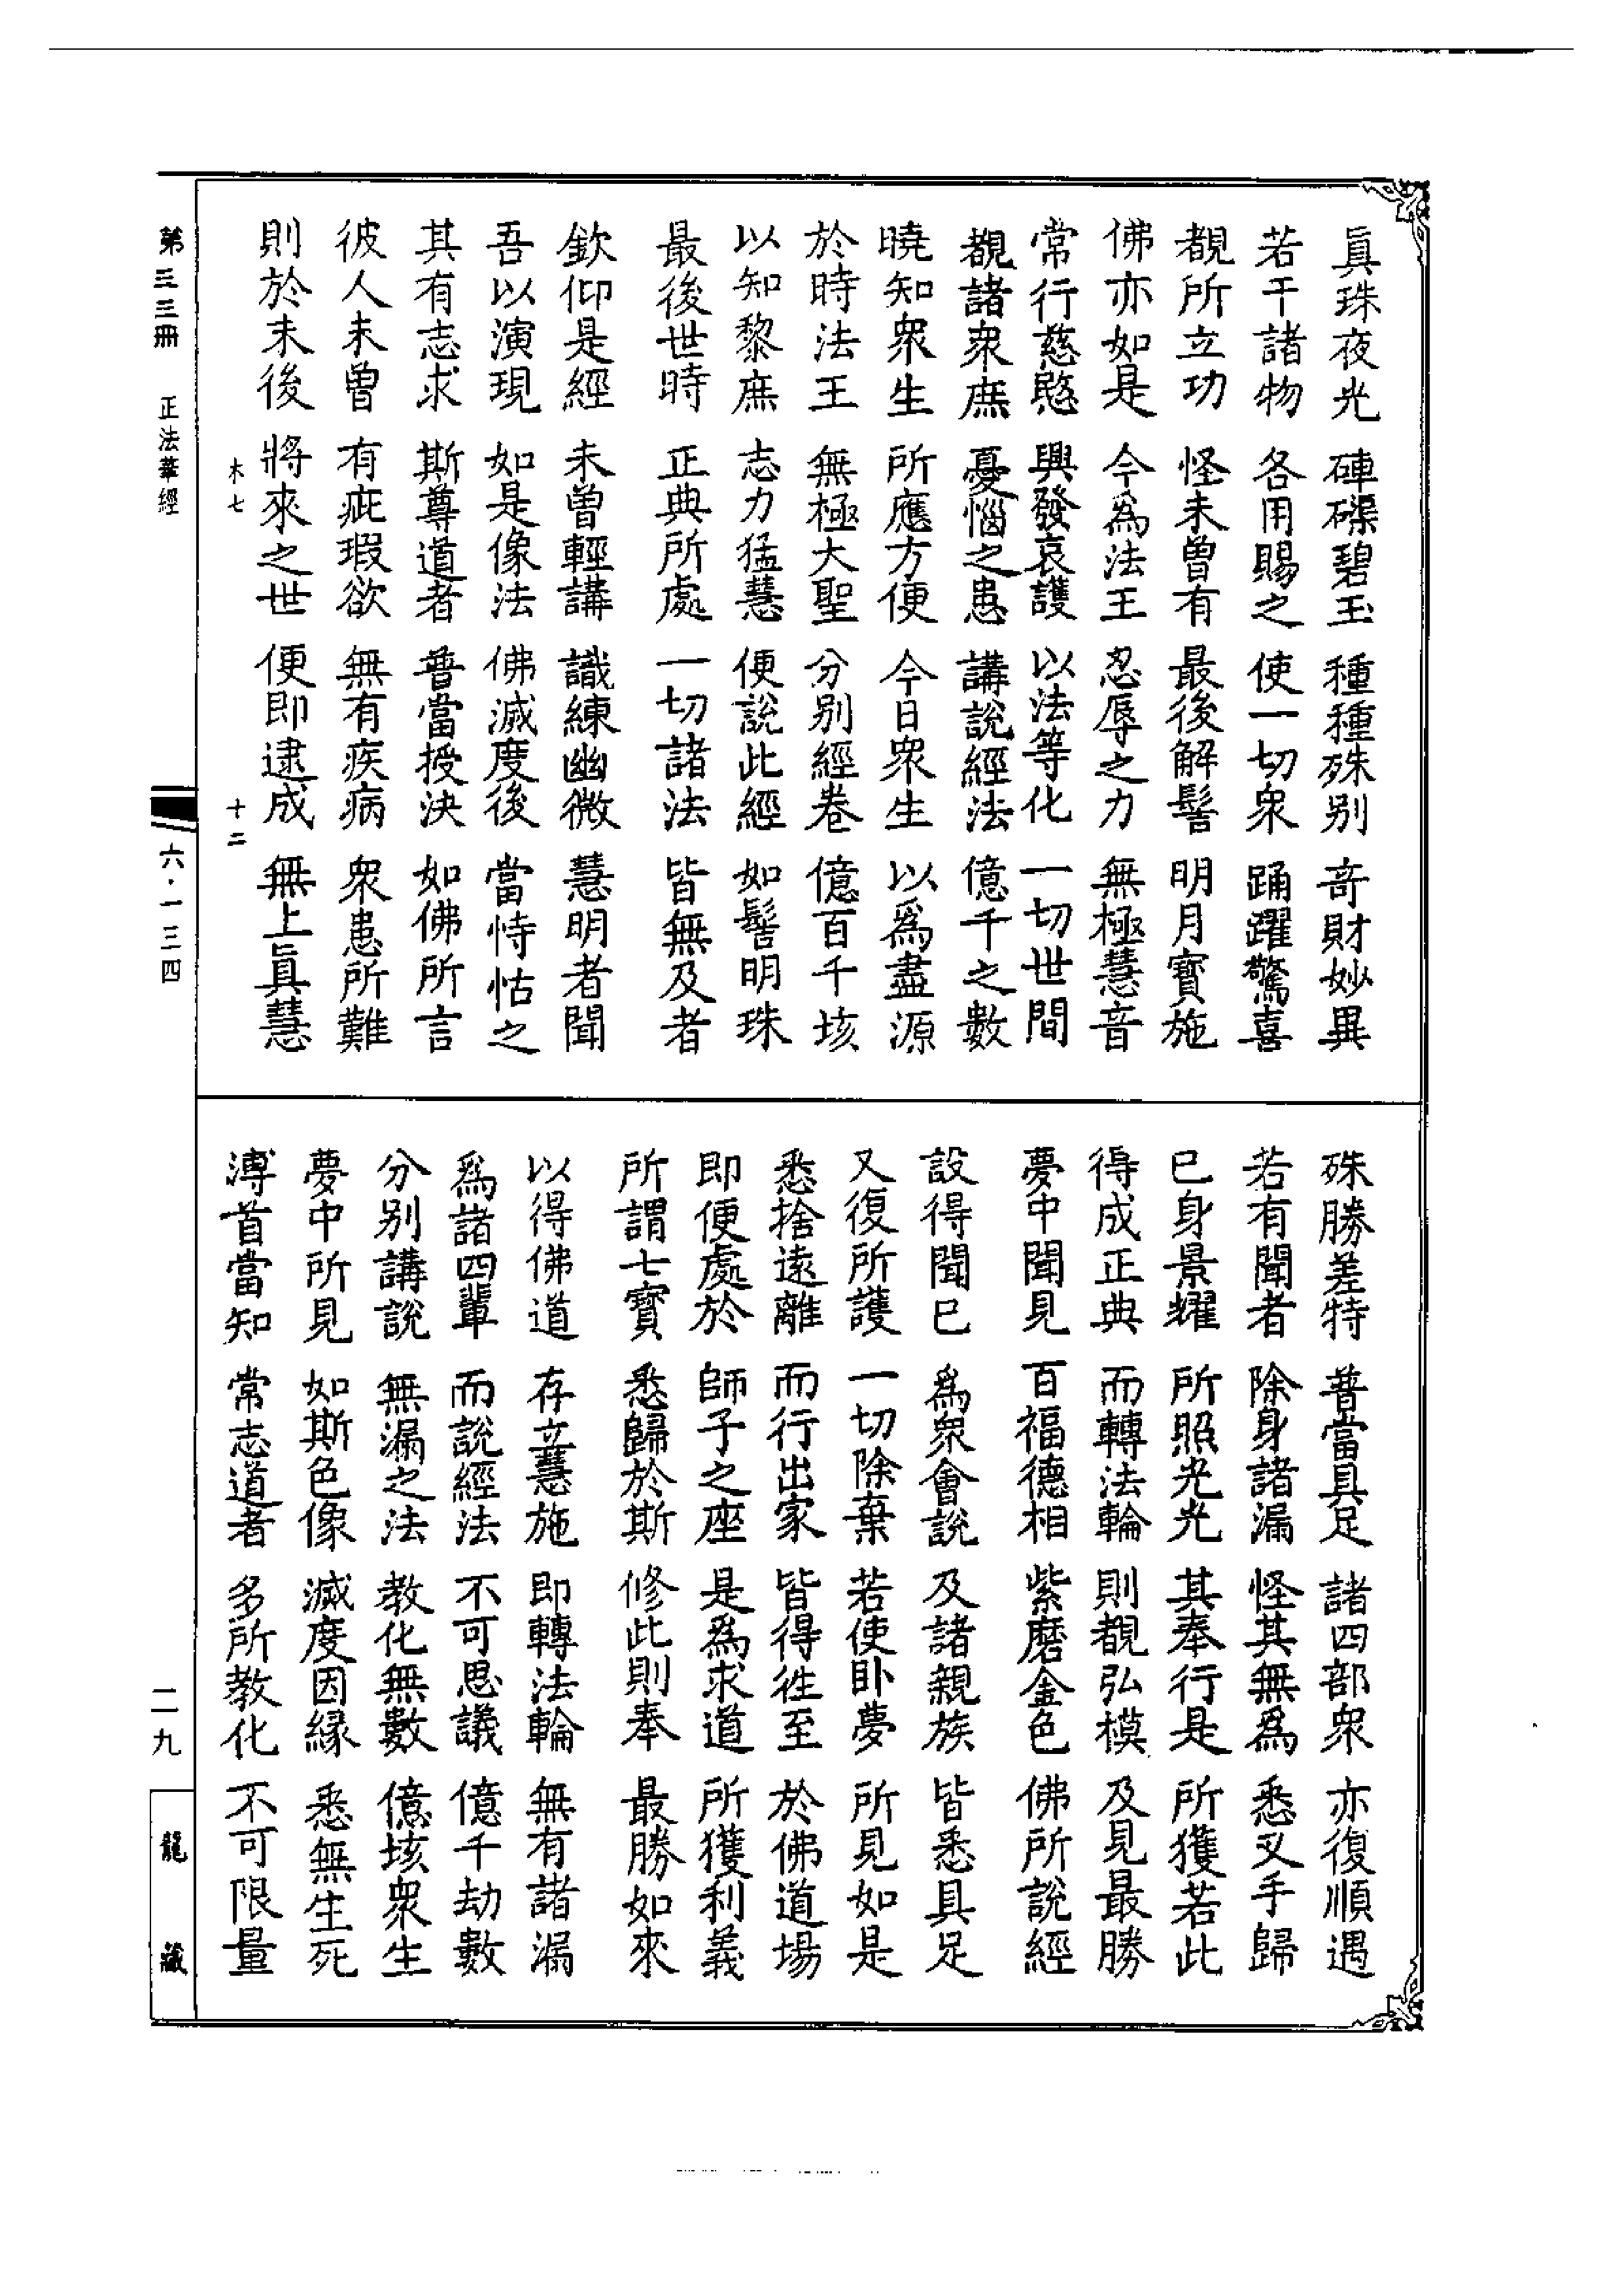 眞珠夜光 硨磲碧玉 種種殊别 奇財妙異
若干諸物 各用賜之 使一切衆 踊躍驚喜
覩所立功 怪未曾有 最後解髻 明月寳施
佛亦如是 今爲法王 忍辱之力 無極慧音
常行慈愍 興發哀護 以法等化 一切世間
覩諸衆庶 憂惱之患 講說經法 億千之數
曉知衆生 所應方便 今日衆生 以爲盡源
於時法王 無極大聖 分别經卷 億百千垓
以知黎庶 志力猛慧 便說此經 如髻明珠
最後世時 正典所處 一切諸法 皆無及者
欽仰是經 未曾輕講 識練幽微 慧明者聞
吾以演現 如是像法 佛滅度後 當恃怙之
其有志求 斯尊道者 普當授決 如佛所言
彼人未曾 有疵瑕欲 無有疾病 衆患所難
則於末後 將來之世 便即逮成 無上眞慧
殊勝差特 普當具足 諸四部衆 亦復順遇
若有聞者 除身諸漏 怪其無爲 悉叉手歸
已身景耀 所照光光 其奉行是 所獲若此
得成正典 而轉法輪 則覩弘模 及見最勝
夢中聞見 百福德相 紫磨金色 佛所說經
設得聞已 爲衆會說 及諸親族 皆悉具足
又復所護 一切除棄 若使卧夢 所見如是
悉捨遠離 而行出家 皆得徃至 於佛道場
即便處於 師子之座 是爲求道 所獲利義
所謂七寳 悉歸於斯 修此則奉 最勝如來
以得佛道 存立慧施 即轉法輪 無有諸漏
爲諸四輩 而說經法 不可思議 億千劫數
分别講說 無漏之法 教化無數 億垓衆生
夢中所見 如斯色像 滅度因縁 悉無生死
溥首當知 常志道者 多所教化 不可限量
木七 十二
第三三冊 正法華經 六·一三四 二九 龍藏